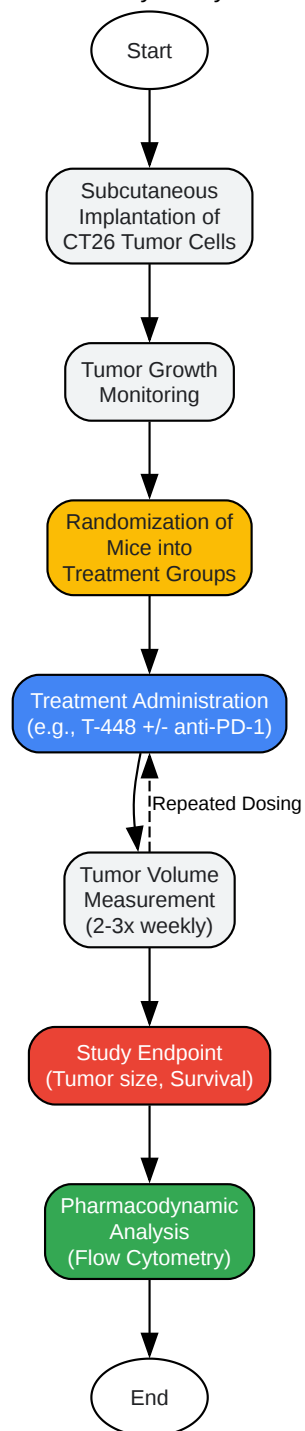 Start
Subcutaneous
Implantation of
CT26 Tumor Cells
Tumor Growth
Monitoring
Randomization of
Mice into
Treatment Groups
Treatment Administration
(e.g., T-448 +/- anti-PD-1)
Repeated Dosing
Tumor Volume
Measurement
(2-3x weekly)
Study Endpoint
(Tumor size, Survival)
Pharmacodynamic
Analysis
(Flow Cytometry)
End